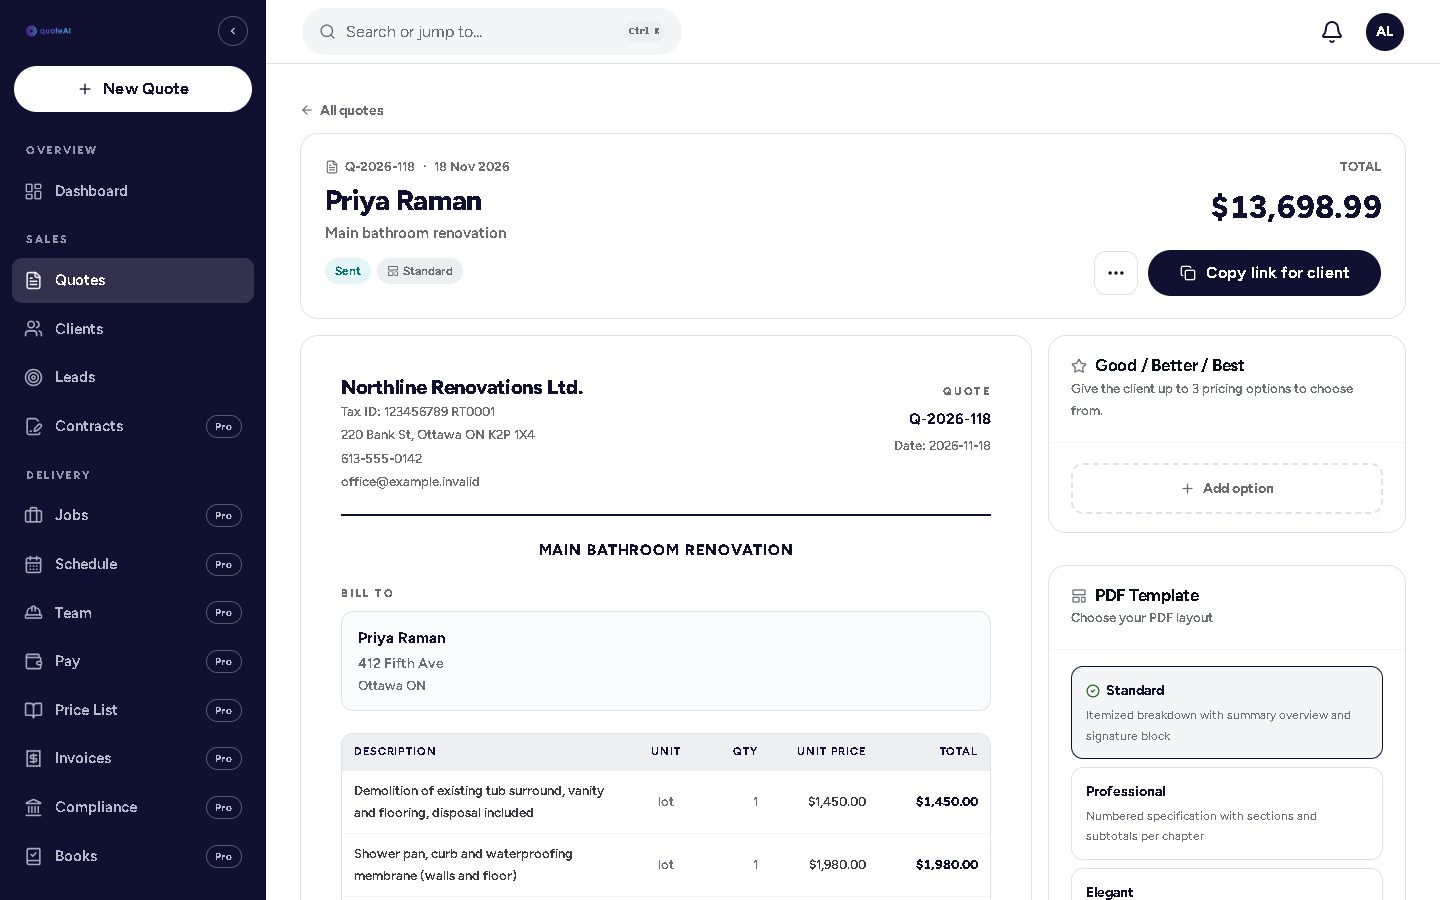 quoteAI
New Quote
OVERVIEW
Dashboard
SALES
Quotes
Clients
Leads
Contracts Pro
DELIVERY
Jobs Pro
Schedule Pro
Team Pro
Pay Pro
Price List Pro
Invoices Pro
Compliance Pro
Books Pro
Search or jump to... Ctrl K
AL
All quotes
Q-2026-118 · 18 Nov 2026
Priya Raman
Main bathroom renovation
Sent Standard
TOTAL
$13,698.99
Copy link for client
Northline Renovations Ltd.
Tax ID: 123456789 RT0001
220 Bank St, Ottawa ON K2P 1X4
613-555-0142
office@example.invalid
QUOTE
Q-2026-118
Date: 2026-11-18
MAIN BATHROOM RENOVATION
BILL TO
Priya Raman
412 Fifth Ave
Ottawa ON
DESCRIPTION UNIT QTY UNIT PRICE TOTAL
Demolition of existing tub surround, vanity
and flooring, disposal included lot 1 $1,450.00 $1,450.00
Shower pan, curb and waterproofing
membrane (walls and floor) lot 1 $1,980.00 $1,980.00
Good / Better / Best
Give the client up to 3 pricing options to choose
from.
Add option
PDF Template
Choose your PDF layout
Standard
Itemized breakdown with summary overview and
signature block
Professional
Numbered specification with sections and
subtotals per chapter
Elegant